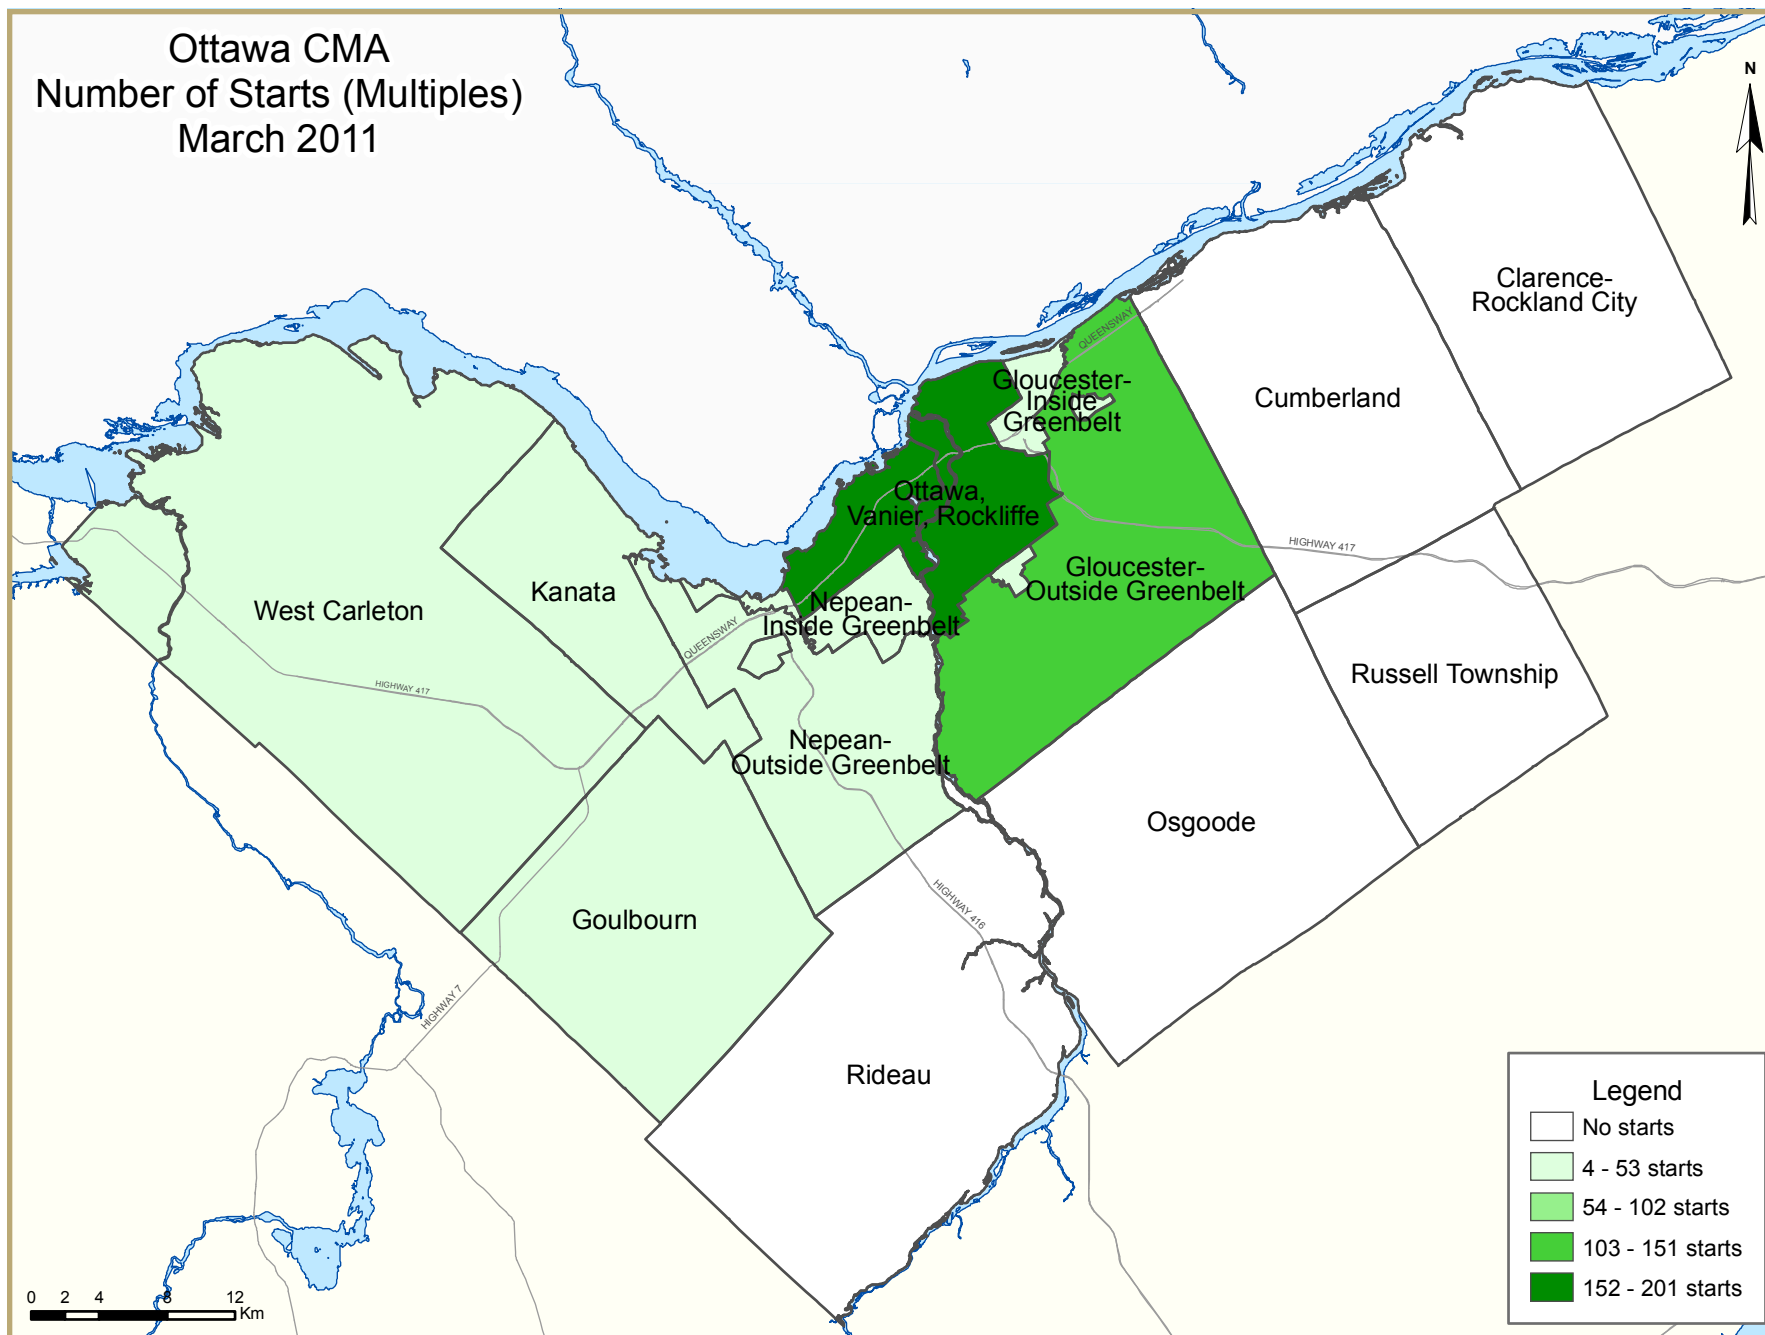 Ottawa CMA
Number of Starts (Multiples)
March 2011
N
Clarence-
Rockland City
QUEENSWAY
Gloucester-
Inside
Greenbelt
Cumberland
Ottawa,
Vanier, Rockliffe
HIGHWAY 417
Gloucester-
Outside Greenbelt
Kanata
West Carleton
Nepean-
Inside Greenbelt
QUEENSWAY
Russell Township
HIGHWAY 417
Nepean-
Outside Greenbelt
Osgoode
HIGHWAY 416
Goulbourn
HIGHWAY 7
Rideau
Legend
No starts
4 - 53 starts
54 - 102 starts
103 - 151 starts
152 - 201 starts
0 2 4 8 12
Km